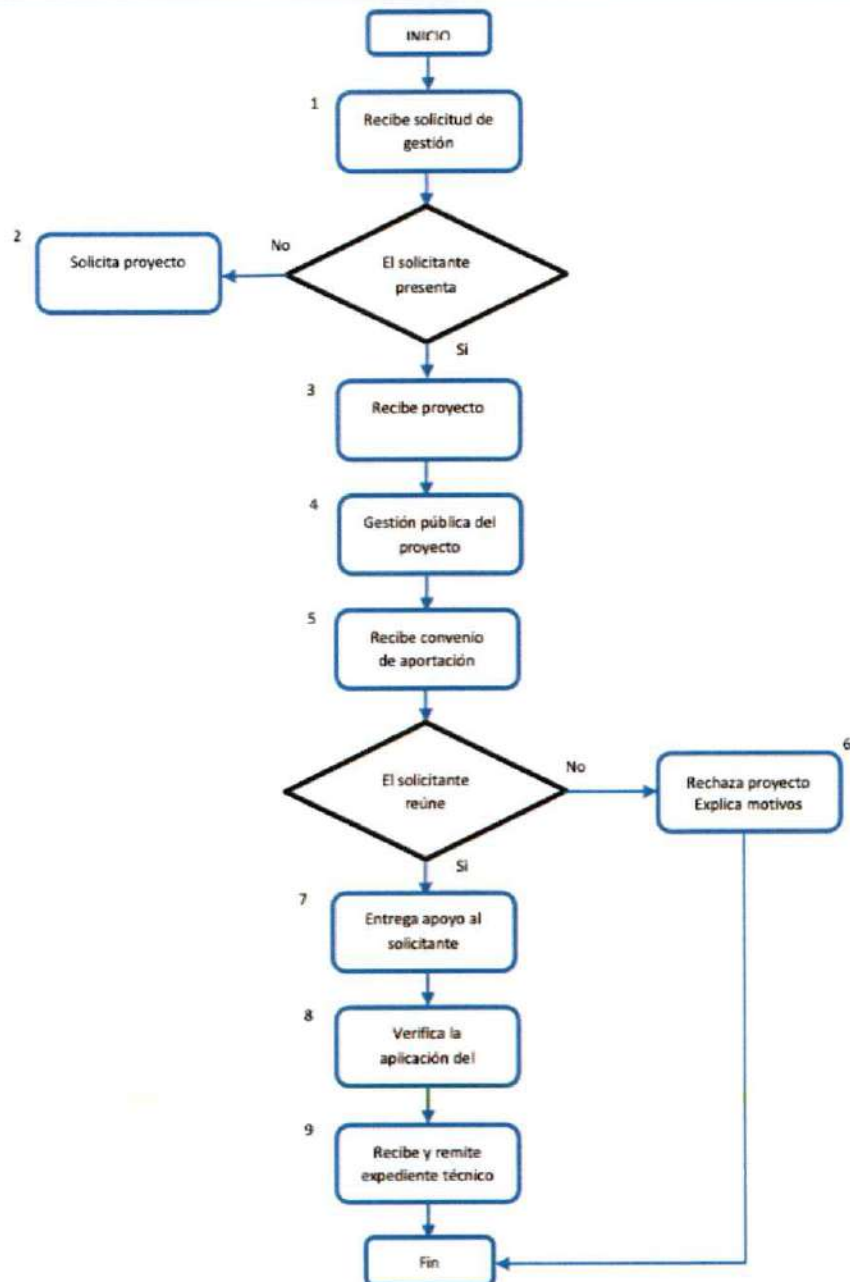 INICIO
1
Recibe solicitud de
gestión
2
Solicita proyecto
No
El solicitante
presenta
Si
3
Recibe proyecto
4
Gestión pública del
proyecto
5
Recibe convenio
de aportación
El solicitante
reúne
No
6
Rechaza proyecto
Explica motivos
Si
7
Entrega apoyo al
solicitante
8
Verifica la
aplicación del
9
Recibe y remite
expediente técnico
Fin